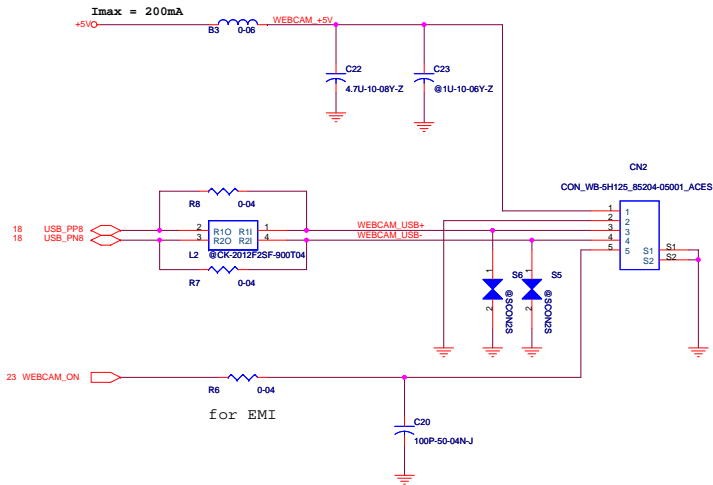 Imax = 200mA
+5V
B3
0-06
WEBCAM_+5V
C22
4.7U-10-08Y-Z
C23
@1U-10-06Y-Z
CN2
CON_WB-5H125_85204-05001_ACES
R8
0-04
18 USB_PP8
18 USB_PN8
2 R1O R1I 1
3 R2O R2I 4
L2 @CK-2012F2SF-900T04
R7
0-04
WEBCAM_USB+
WEBCAM_USB-
1 1
2 2
3 3
4 4
5 5
S1 S1
S2 S2
1
2
S6
@SCON2S
1
2
S5
@SCON2S
23 WEBCAM_ON
R6
0-04
for EMI
C20
100P-50-04N-J